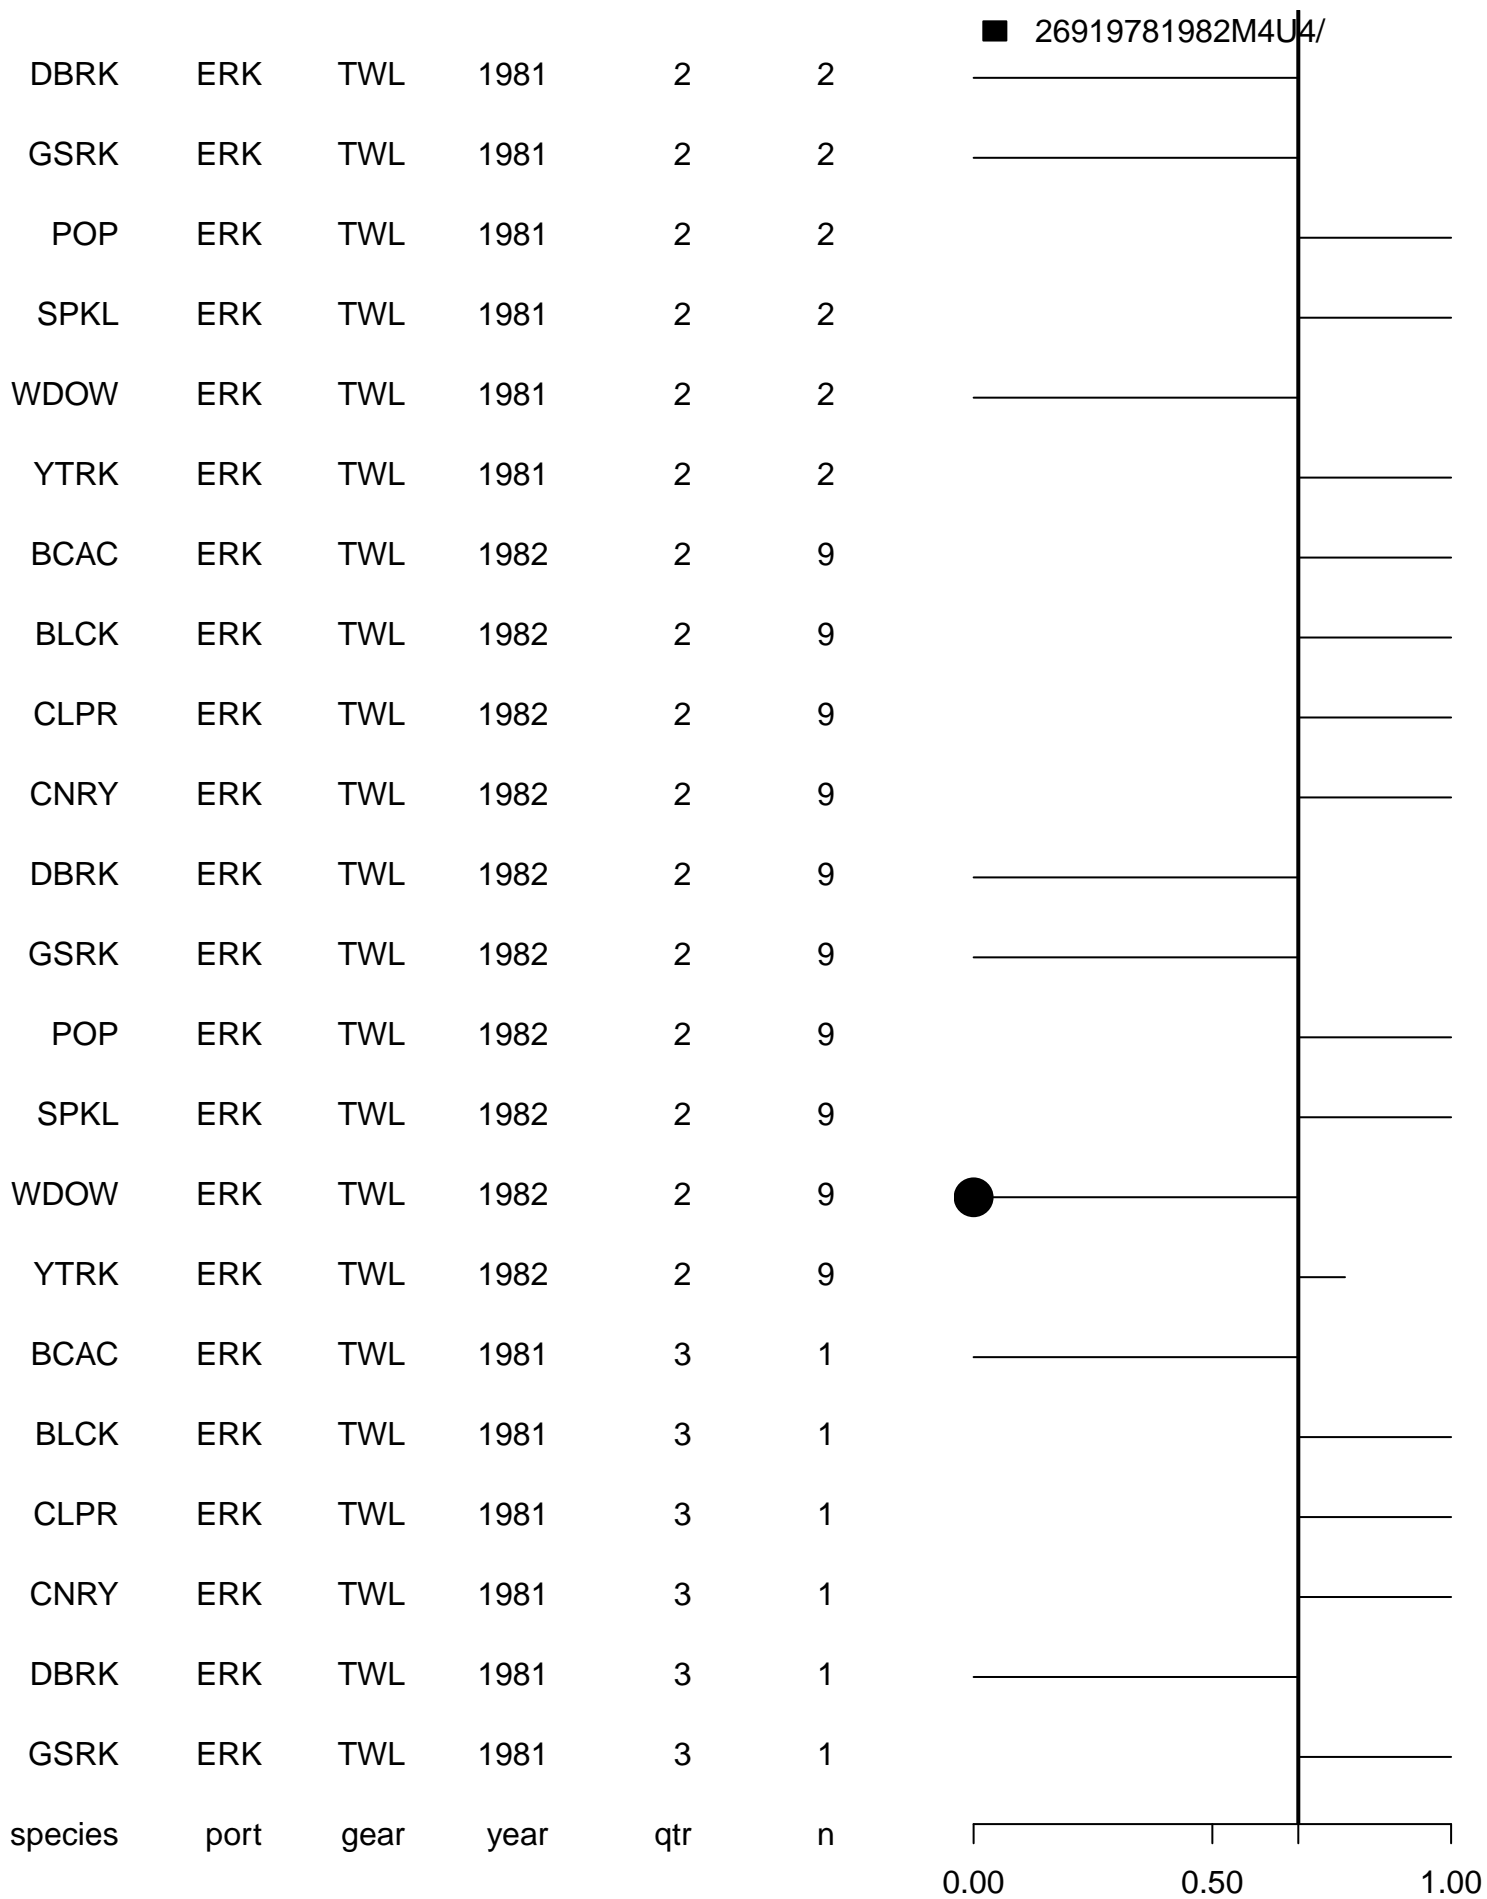 26919781982M4U4/
DBRK ERK TWL 1981 2 2
GSRK ERK TWL 1981 2 2
POP ERK TWL 1981 2 2
SPKL ERK TWL 1981 2 2
WDOW ERK TWL 1981 2 2
YTRK ERK TWL 1981 2 2
BCAC ERK TWL 1982 2 9
BLCK ERK TWL 1982 2 9
CLPR ERK TWL 1982 2 9
CNRY ERK TWL 1982 2 9
DBRK ERK TWL 1982 2 9
GSRK ERK TWL 1982 2 9
POP ERK TWL 1982 2 9
SPKL ERK TWL 1982 2 9
WDOW ERK TWL 1982 2 9
YTRK ERK TWL 1982 2 9
BCAC ERK TWL 1981 3 1
BLCK ERK TWL 1981 3 1
CLPR ERK TWL 1981 3 1
CNRY ERK TWL 1981 3 1
DBRK ERK TWL 1981 3 1
GSRK ERK TWL 1981 3 1
species port gear year qtr n
0.00 0.50 1.00